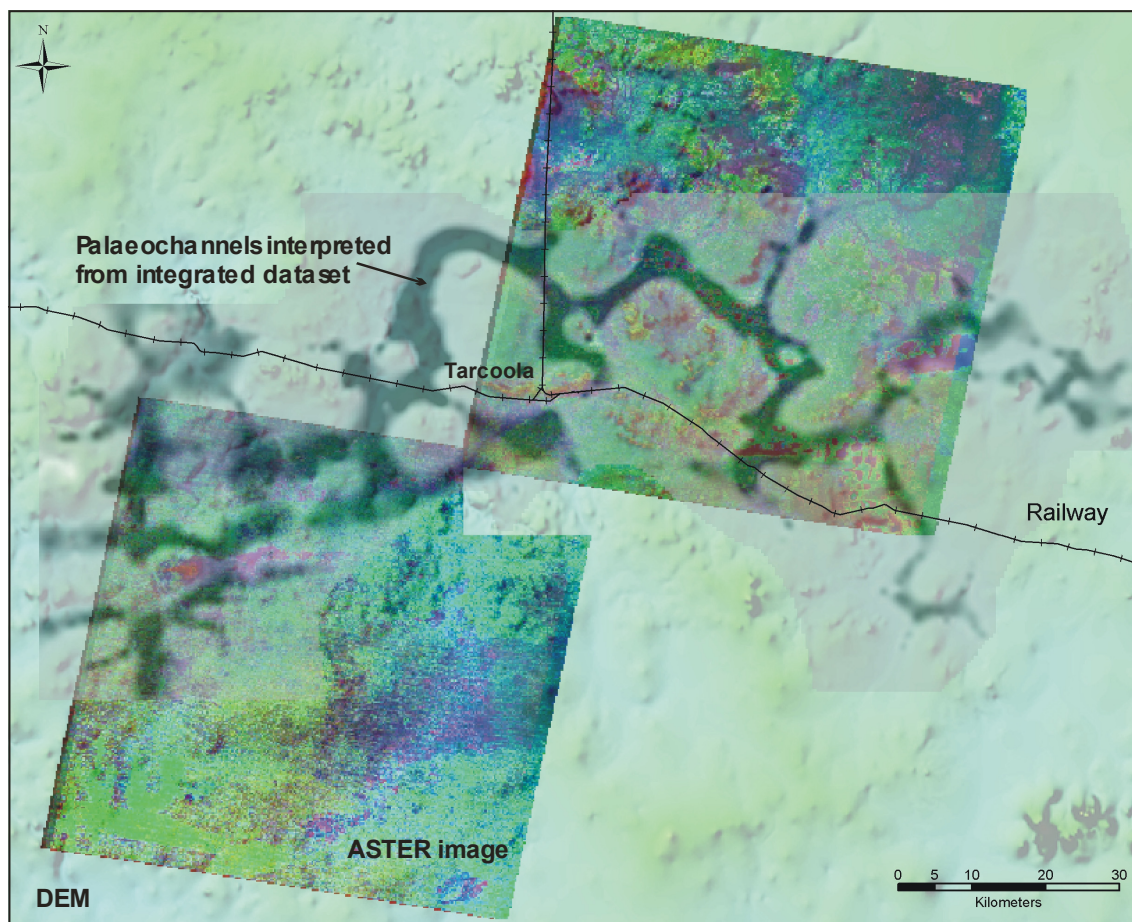 N
Palaeochannels interpreted
from integrated dataset
Tarcoola
Railway
ASTER image
DEM
0 5 10 20 30
Kilometers